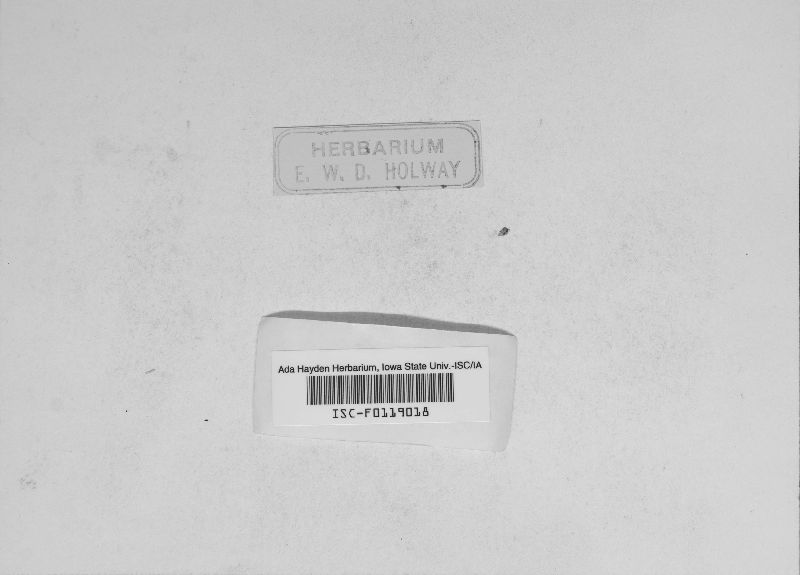 HERBARIUM
E. W. D. HOLWAY
Ada Hayden Herbarium, Iowa State Univ.-ISC/IA
ISC-F0119018